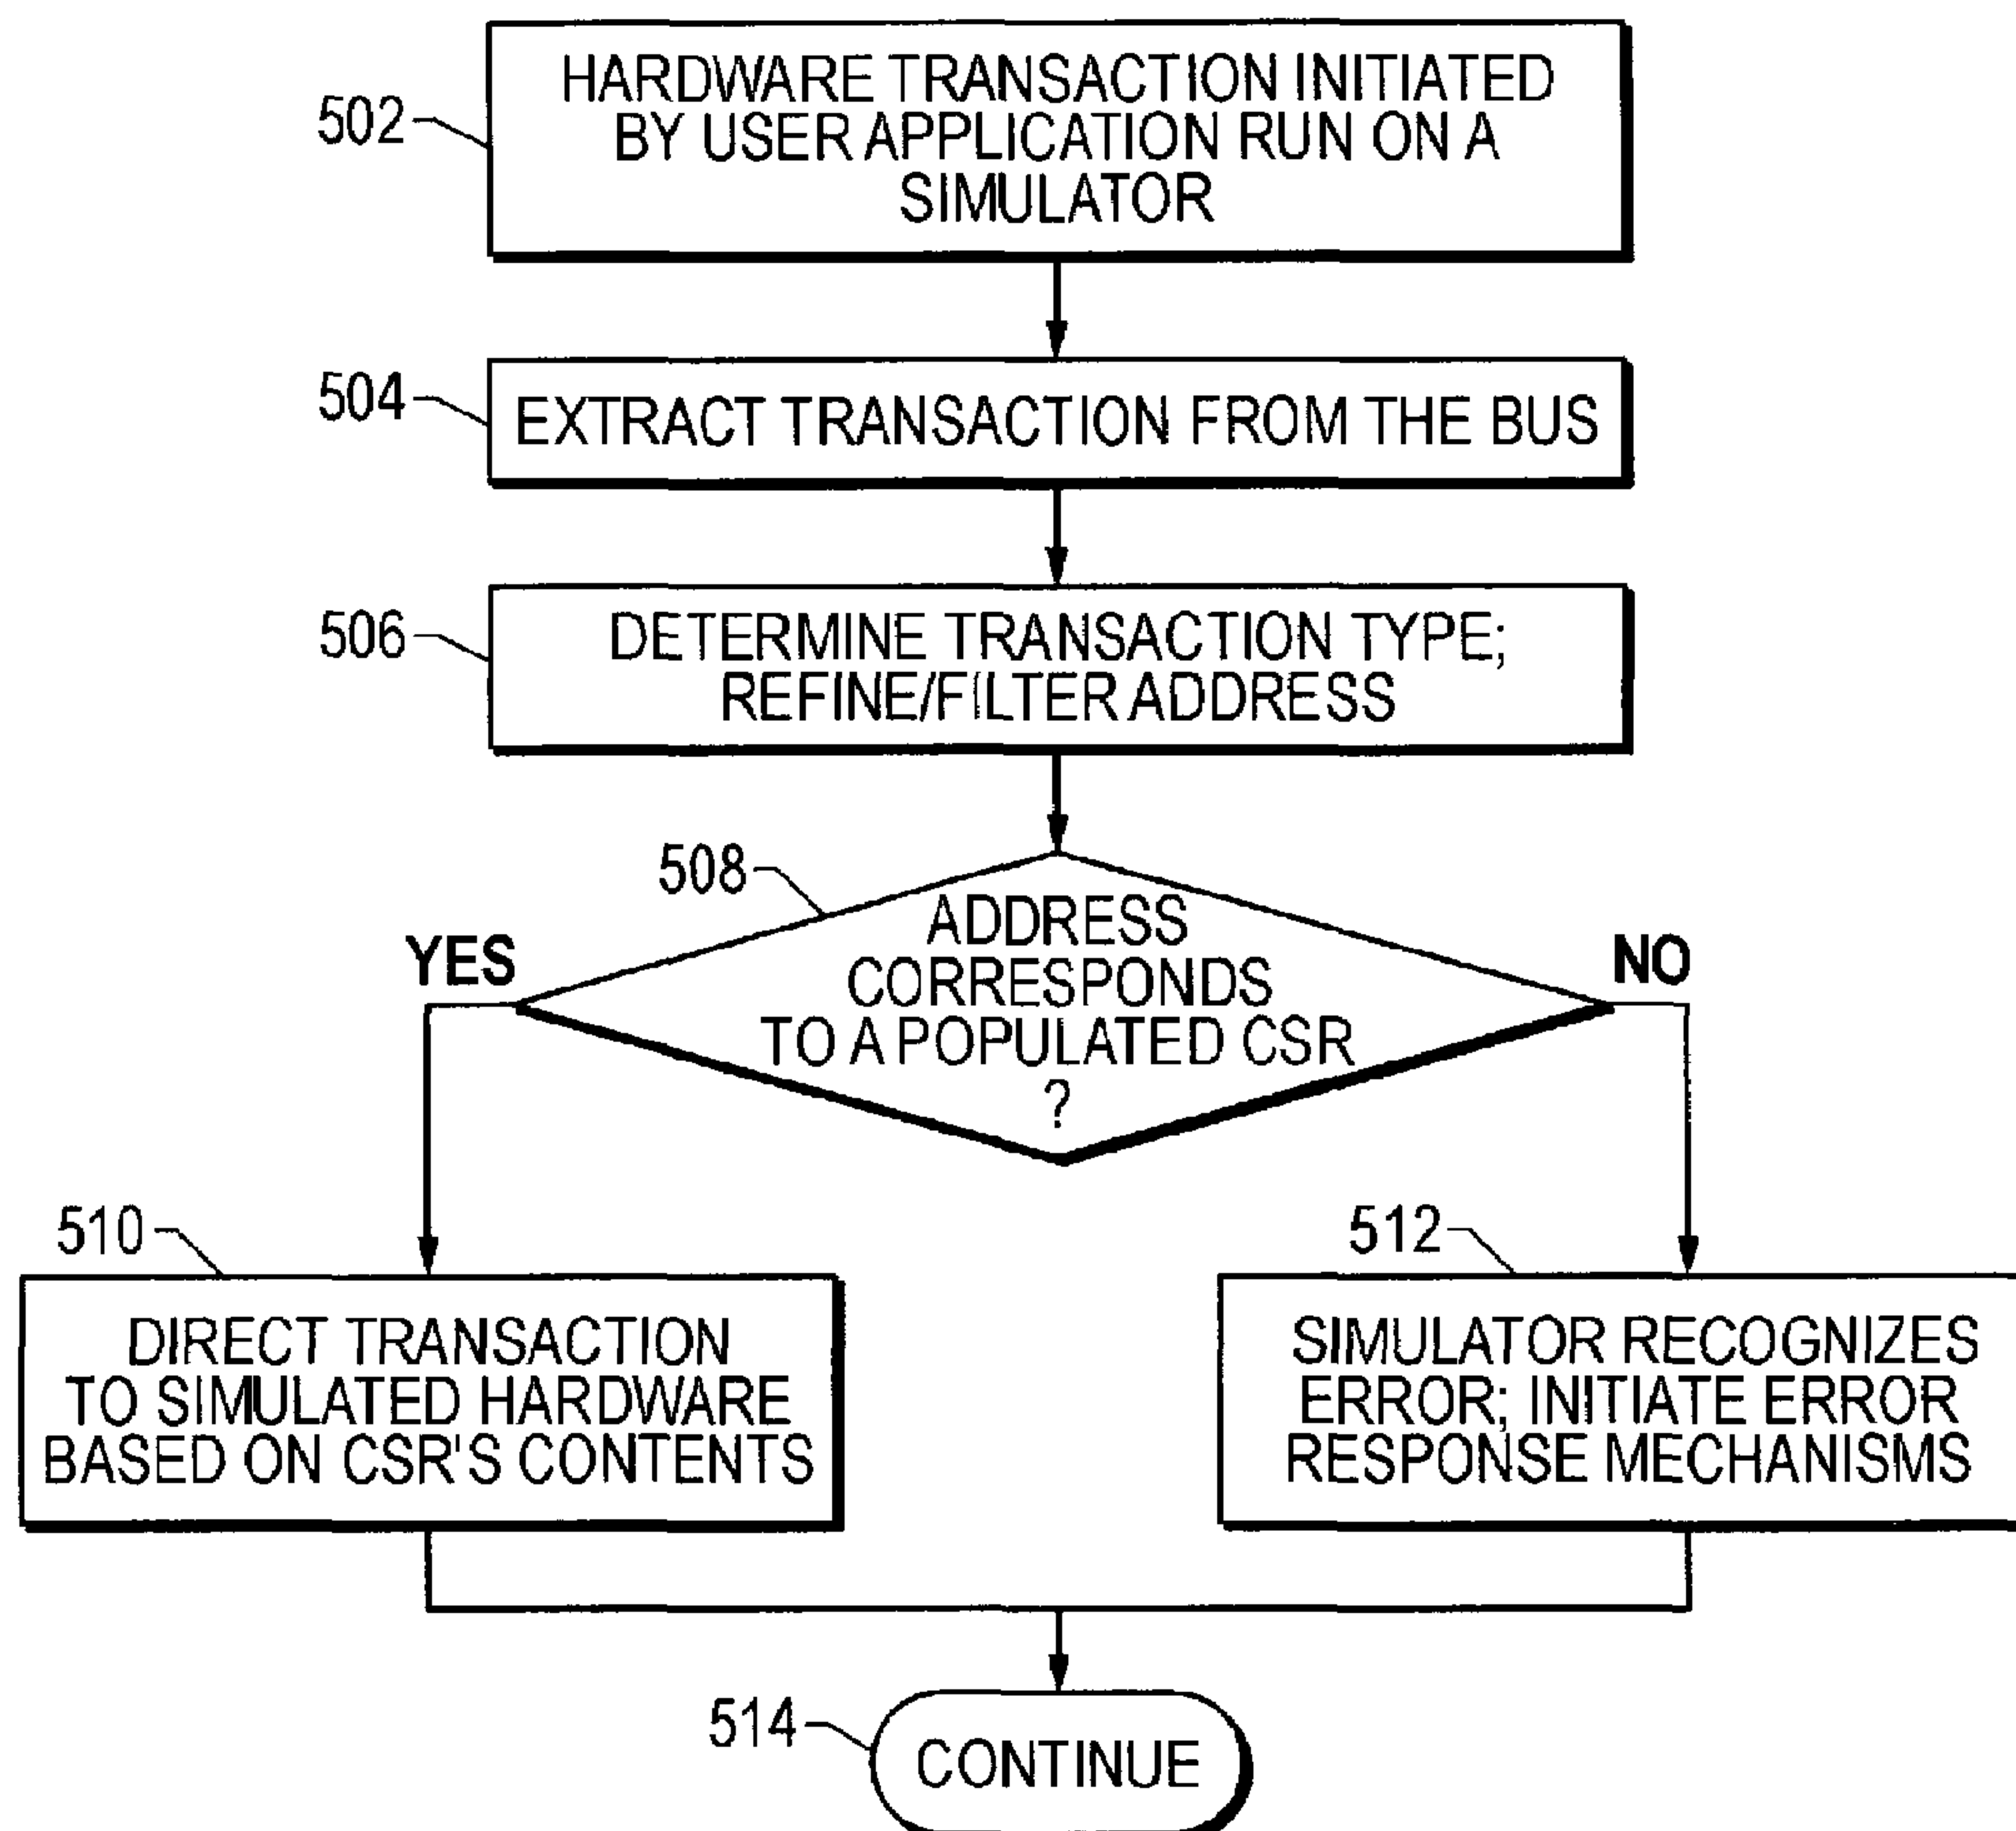 502
HARDWARE TRANSACTION INITIATED
BY USER APPLICATION RUN ON A
SIMULATOR
504
EXTRACT TRANSACTION FROM THE BUS
506
DETERMINE TRANSACTION TYPE;
REFINE/FILTER ADDRESS
508
ADDRESS
CORRESPONDS
TO A POPULATED CSR
?
YES
NO
510
DIRECT TRANSACTION
TO SIMULATED HARDWARE
BASED ON CSR'S CONTENTS
512
SIMULATOR RECOGNIZES
ERROR; INITIATE ERROR
RESPONSE MECHANISMS
514
CONTINUE